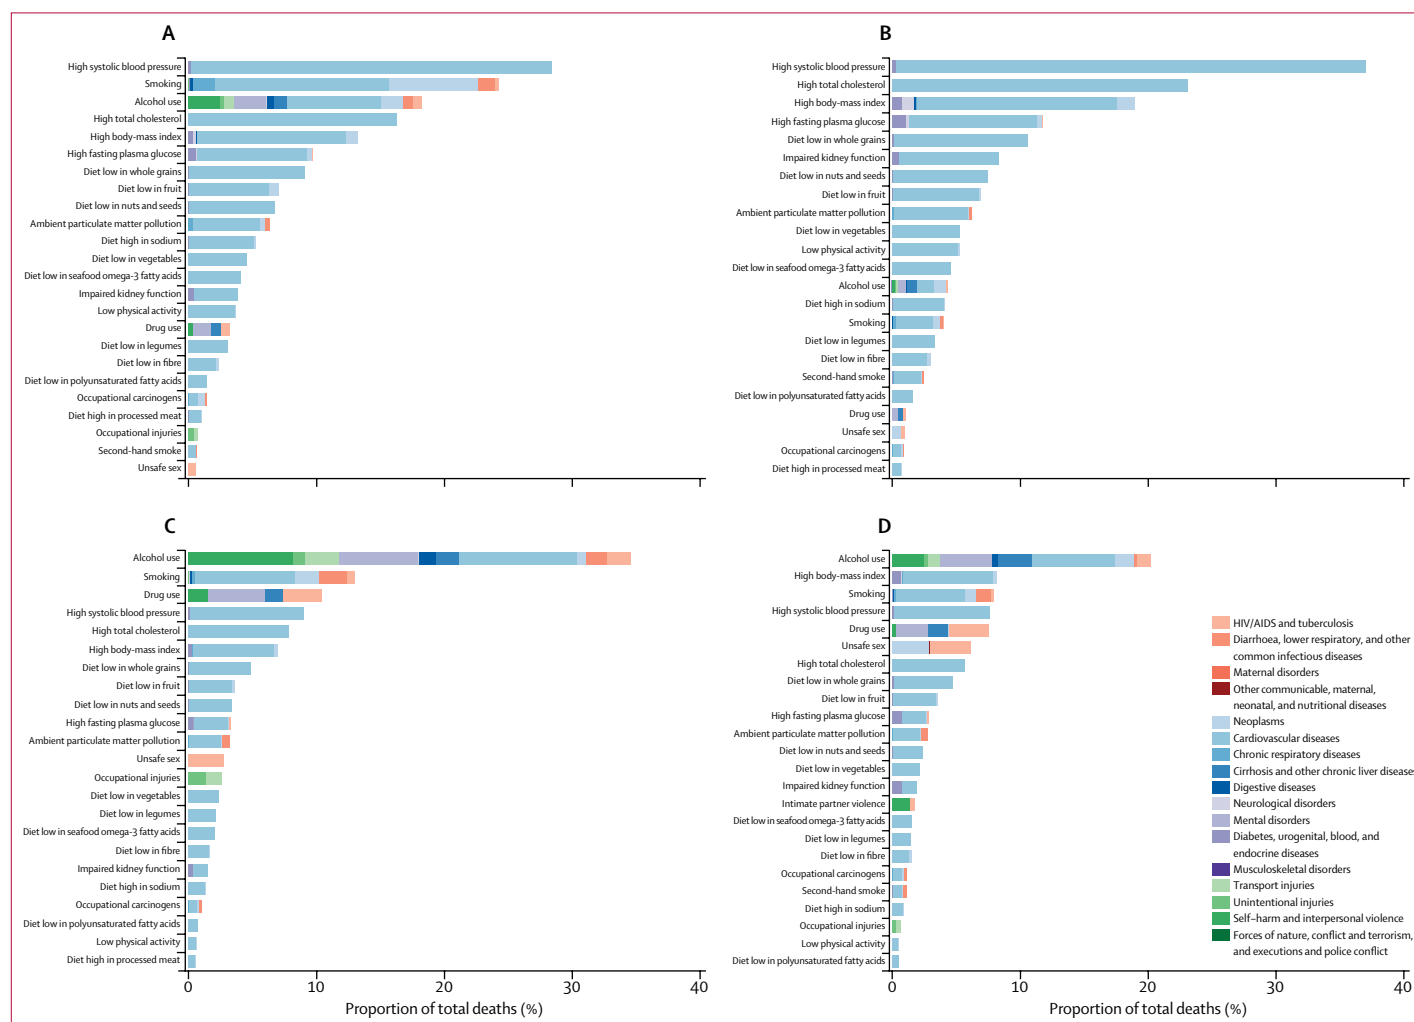 A
High systolic blood pressure
Smoking
Alcohol use
High total cholesterol
High body-mass index
High fasting plasma glucose
Diet low in whole grains
Diet low in fruit
Diet low in nuts and seeds
Ambient particulate matter pollution
Diet high in sodium
Diet low in vegetables
Diet low in seafood omega-3 fatty acids
Impaired kidney function
Low physical activity
Drug use
Diet low in legumes
Diet low in fibre
Diet low in polyunsaturated fatty acids
Occupational carcinogens
Diet high in processed meat
Occupational injuries
Second-hand smoke
Unsafe sex
0 10 20 30 40
B
High systolic blood pressure
High total cholesterol
High body-mass index
High fasting plasma glucose
Diet low in whole grains
Impaired kidney function
Diet low in nuts and seeds
Diet low in fruit
Ambient particulate matter pollution
Diet low in vegetables
Low physical activity
Diet low in seafood omega-3 fatty acids
Alcohol use
Diet high in sodium
Smoking
Diet low in legumes
Diet low in fibre
Second-hand smoke
Diet low in polyunsaturated fatty acids
Drug use
Unsafe sex
Occupational carcinogens
Diet high in processed meat
0 10 20 30 40
C
Alcohol use
Smoking
Drug use
High systolic blood pressure
High total cholesterol
High body-mass index
Diet low in whole grains
Diet low in fruit
Diet low in nuts and seeds
High fasting plasma glucose
Ambient particulate matter pollution
Unsafe sex
Occupational injuries
Diet low in vegetables
Diet low in legumes
Diet low in seafood omega-3 fatty acids
Diet low in fibre
Impaired kidney function
Diet high in sodium
Occupational carcinogens
Diet low in polyunsaturated fatty acids
Low physical activity
Diet high in processed meat
0 10 20 30 40
Proportion of total deaths (%)
D
Alcohol use
High body-mass index
Smoking
High systolic blood pressure
Drug use
Unsafe sex
High total cholesterol
Diet low in whole grains
Diet low in fruit
High fasting plasma glucose
Ambient particulate matter pollution
Diet low in nuts and seeds
Diet low in vegetables
Impaired kidney function
Intimate partner violence
Diet low in seafood omega-3 fatty acids
Diet low in legumes
Diet low in fibre
Occupational carcinogens
Second-hand smoke
Diet high in sodium
Occupational injuries
Low physical activity
Diet low in polyunsaturated fatty acids
0 10 20 30 40
Proportion of total deaths (%)
HIV/AIDS and tuberculosis
Diarrhoea, lower respiratory, and other
common infectious diseases
Maternal disorders
Other communicable, maternal,
neonatal, and nutritional diseases
Neoplasms
Cardiovascular diseases
Chronic respiratory diseases
Cirrhosis and other chronic liver diseases
Digestive diseases
Neurological disorders
Mental disorders
Diabetes, urogenital, blood, and
endocrine diseases
Musculoskeletal disorders
Transport injuries
Unintentional injuries
Self-harm and interpersonal violence
Forces of nature, conflict and terrorism,
and executions and police conflict